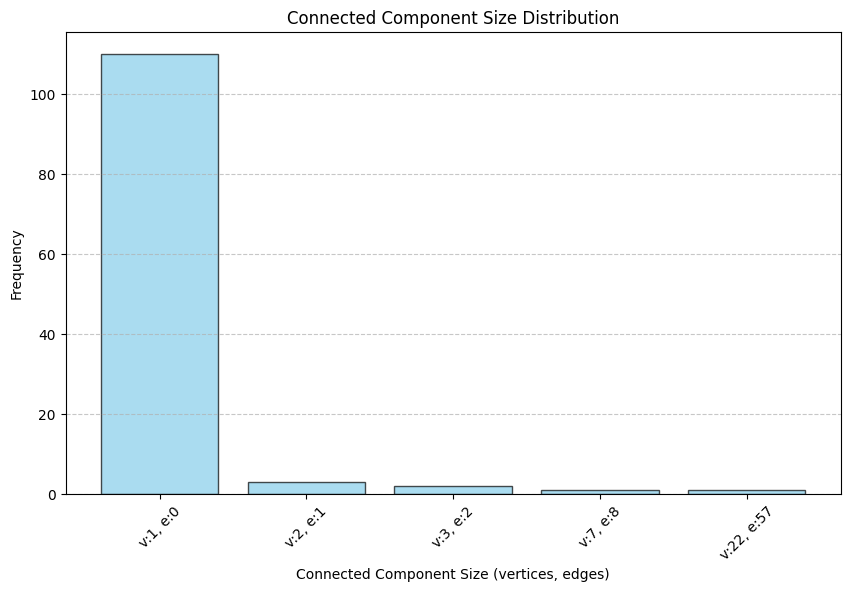 Connected Component Size Distribution
Frequency
100
80
60
40
20
0
v:1, e:0
v:2, e:1
v:3, e:2
v:7, e:8
v:22, e:57
Connected Component Size (vertices, edges)